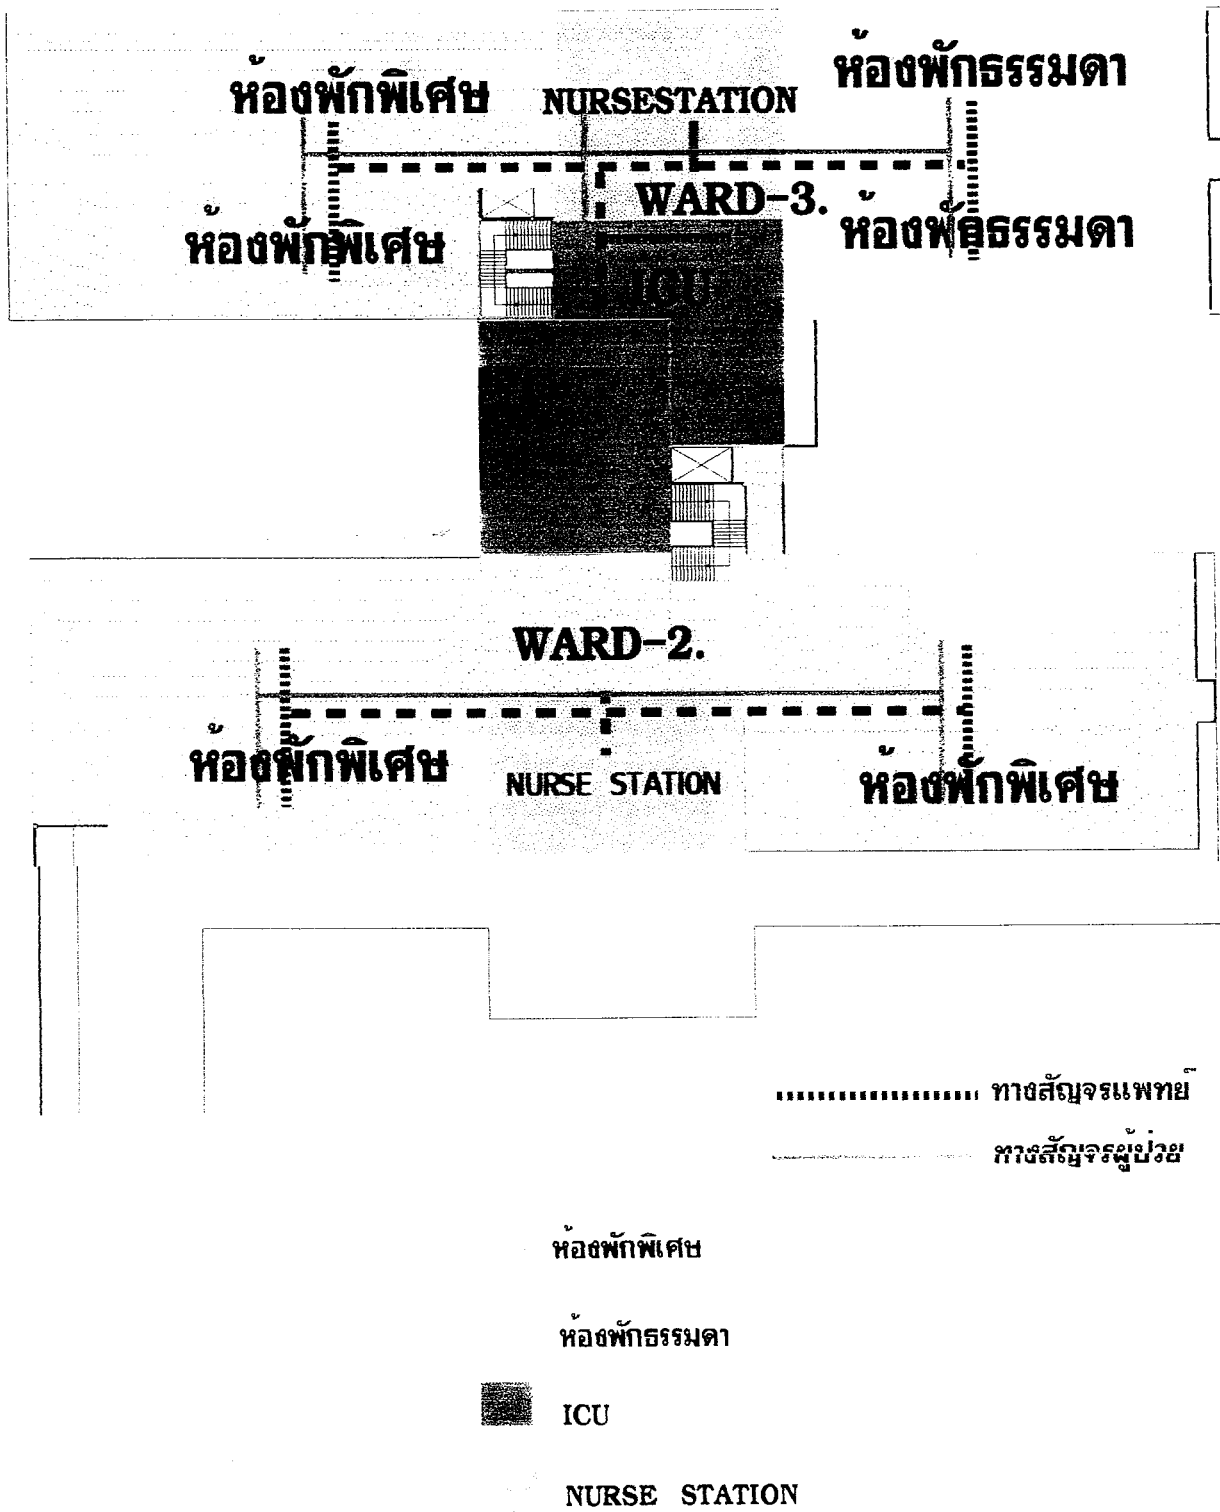 ห้องพักพิเศษ
NURSESTATION
ห้องพักธรรมดา
WARD-3.
ห้องพักพิเศษ
ห้องพักธรรมดา
ICU
WARD-2.
ห้องพักพิเศษ
NURSE STATION
ห้องพักพิเศษ
ทางสัญจรแพทย์
ทางสัญจรผู้ป่วย
ห้องพักพิเศษ
ห้องพักธรรมดา
ICU
NURSE STATION